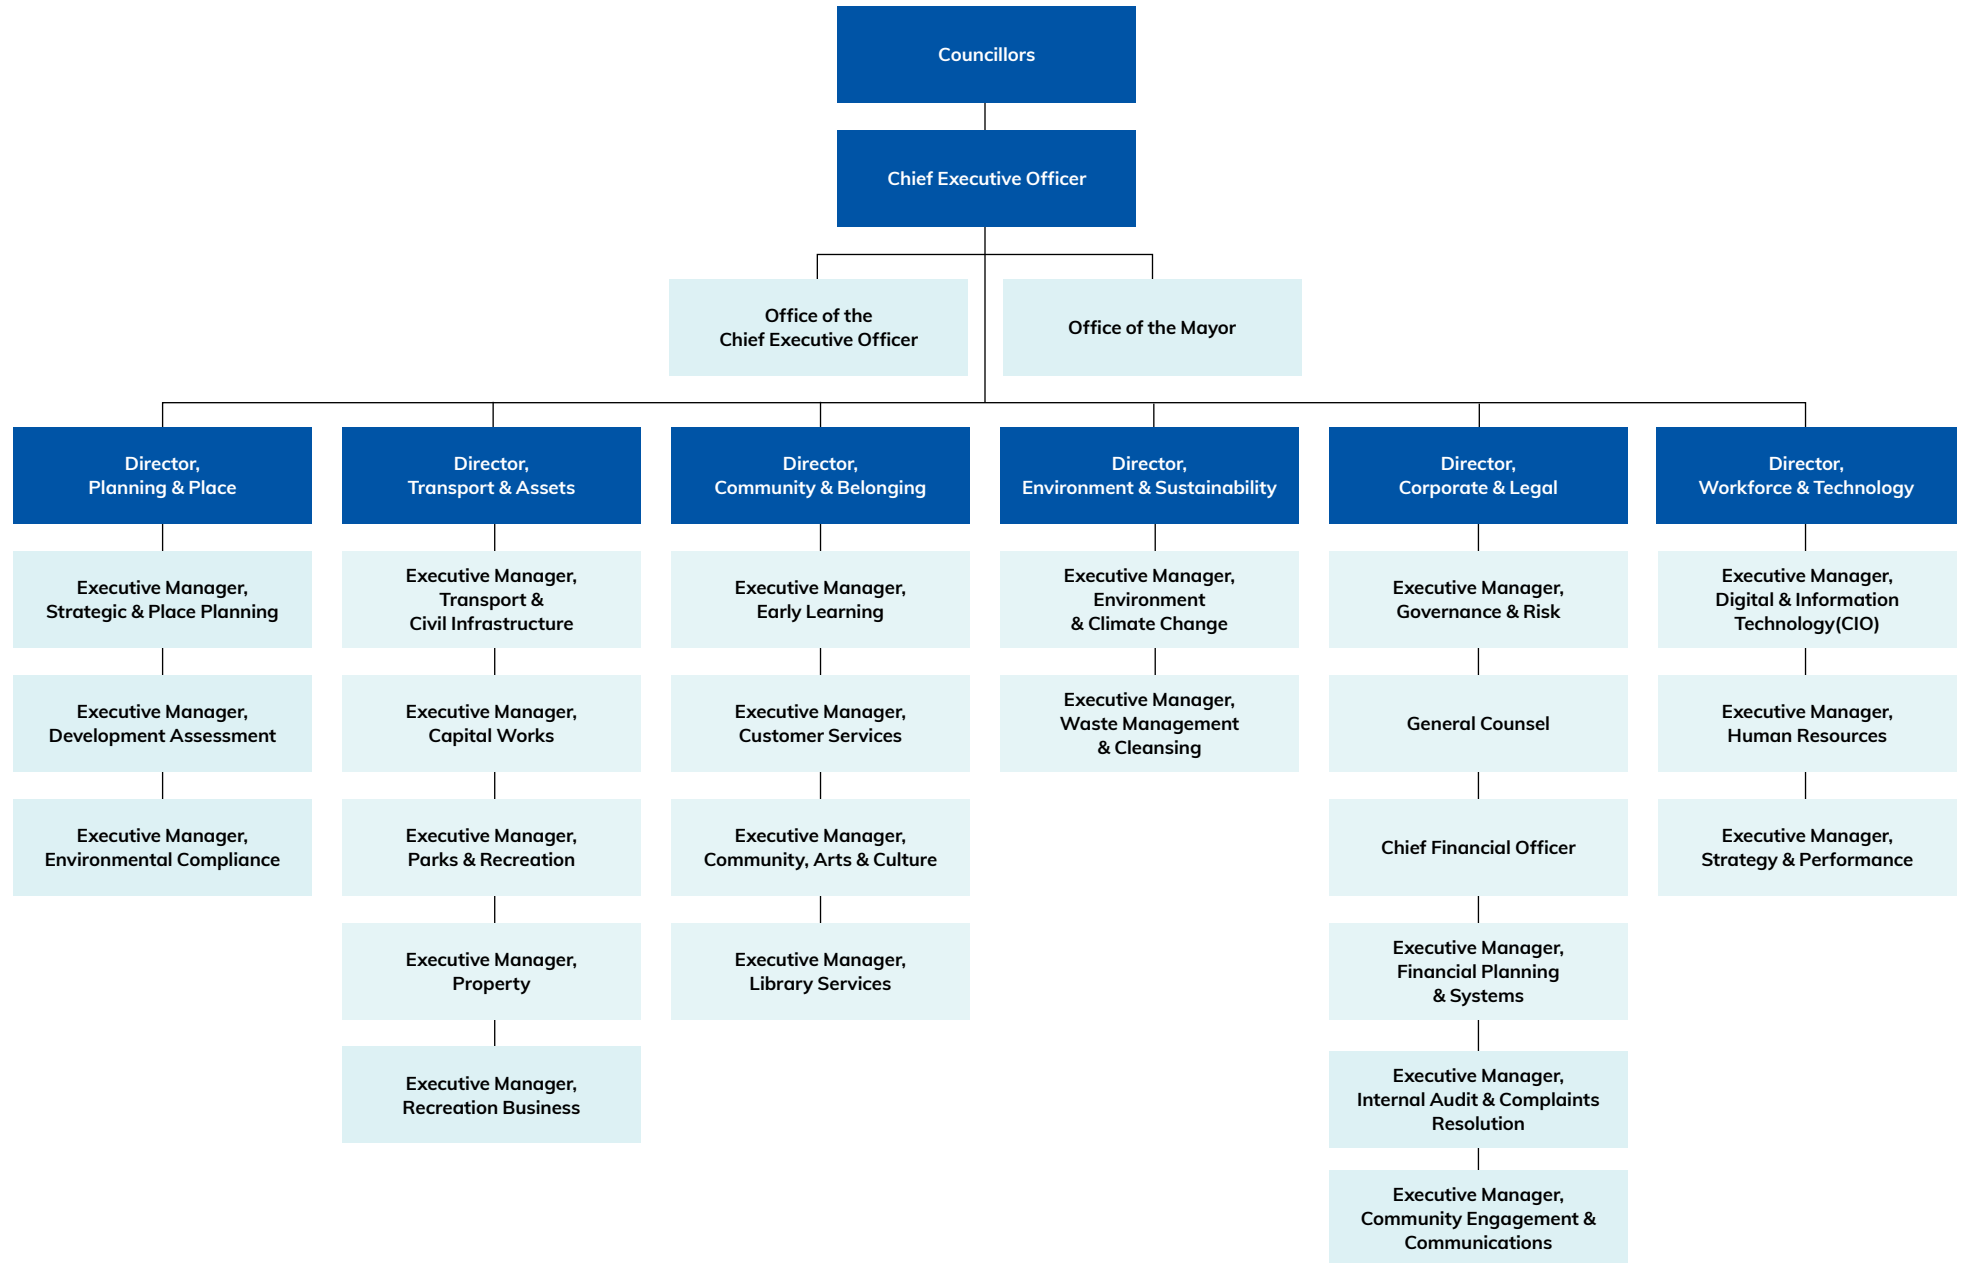 Councillors
Chief Executive Officer
Office of the
Chief Executive Officer
Office of the Mayor
Director,
Planning & Place
Executive Manager,
Strategic & Place Planning
Executive Manager,
Development Assessment
Executive Manager,
Environmental Compliance
Director,
Transport & Assets
Executive Manager,
Transport &
Civil Infrastructure
Executive Manager,
Capital Works
Executive Manager,
Parks & Recreation
Executive Manager,
Property
Executive Manager,
Recreation Business
Director,
Community & Belonging
Executive Manager,
Early Learning
Executive Manager,
Customer Services
Executive Manager,
Community, Arts & Culture
Executive Manager,
Library Services
Director,
Environment & Sustainability
Executive Manager,
Environment
& Climate Change
Executive Manager,
Waste Management
& Cleansing
Director,
Corporate & Legal
Executive Manager,
Governance & Risk
General Counsel
Chief Financial Officer
Executive Manager,
Financial Planning
& Systems
Executive Manager,
Internal Audit & Complaints
Resolution
Executive Manager,
Community Engagement &
Communications
Director,
Workforce & Technology
Executive Manager,
Digital & Information
Technology(CIO)
Executive Manager,
Human Resources
Executive Manager,
Strategy & Performance